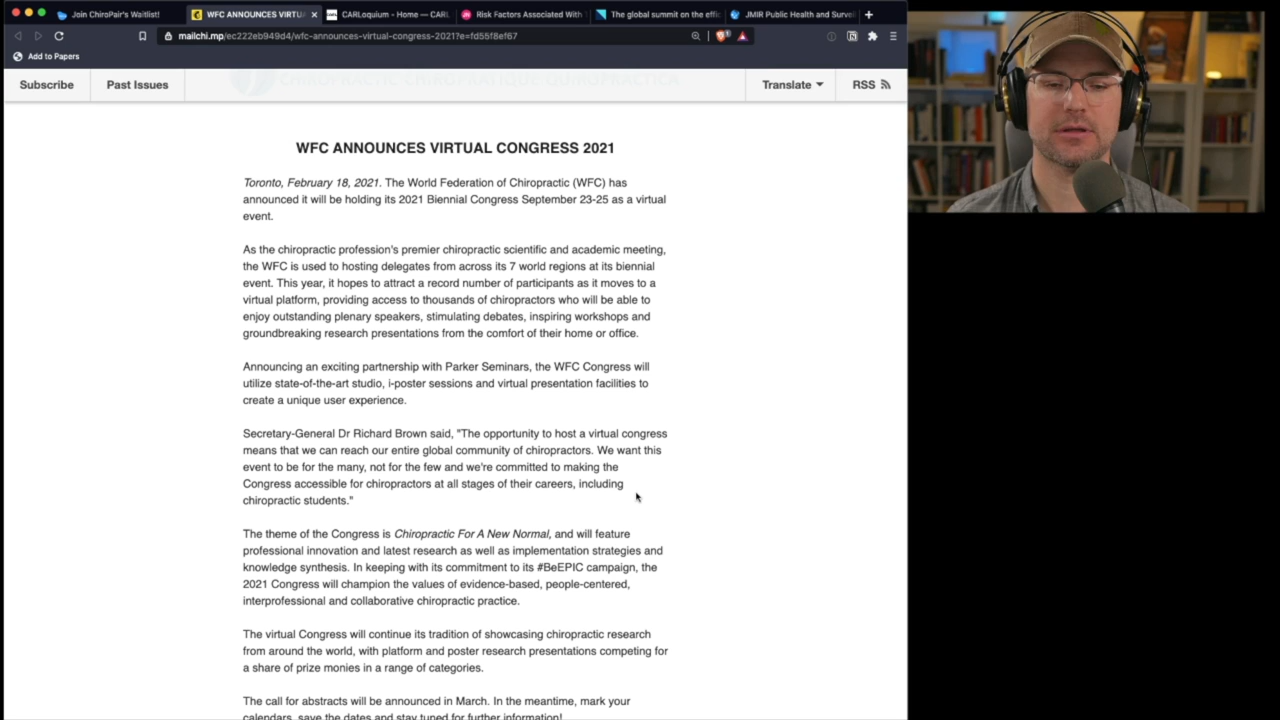 Join ChiroPair's Waitlist!
WFC ANNOUNCES VIRTUA
CARLoquium - Home — CARL
Risk Factors Associated With
The global summit on the effic
JMIR Public Health and Surveil
mailchi.mp/ec222eb949d4/wfc-announces-virtual-congress-2021?e=fd55f8ef67
Add to Papers
CHIROPRACTIC·CHIROPRATIQUE·QUIROPRÁCTICA
Subscribe
Past Issues
Translate
RSS
WFC ANNOUNCES VIRTUAL CONGRESS 2021
Toronto, February 18, 2021. The World Federation of Chiropractic (WFC) has
announced it will be holding its 2021 Biennial Congress September 23-25 as a virtual
event.
As the chiropractic profession's premier chiropractic scientific and academic meeting,
the WFC is used to hosting delegates from across its 7 world regions at its biennial
event. This year, it hopes to attract a record number of participants as it moves to a
virtual platform, providing access to thousands of chiropractors who will be able to
enjoy outstanding plenary speakers, stimulating debates, inspiring workshops and
groundbreaking research presentations from the comfort of their home or office.
Announcing an exciting partnership with Parker Seminars, the WFC Congress will
utilize state-of-the-art studio, i-poster sessions and virtual presentation facilities to
create a unique user experience.
Secretary-General Dr Richard Brown said, "The opportunity to host a virtual congress
means that we can reach our entire global community of chiropractors. We want this
event to be for the many, not for the few and we're committed to making the
Congress accessible for chiropractors at all stages of their careers, including
chiropractic students."
The theme of the Congress is Chiropractic For A New Normal, and will feature
professional innovation and latest research as well as implementation strategies and
knowledge synthesis. In keeping with its commitment to its #BeEPIC campaign, the
2021 Congress will champion the values of evidence-based, people-centered,
interprofessional and collaborative chiropractic practice.
The virtual Congress will continue its tradition of showcasing chiropractic research
from around the world, with platform and poster research presentations competing for
a share of prize monies in a range of categories.
The call for abstracts will be announced in March. In the meantime, mark your
calendars, save the dates and stay tuned for further information!